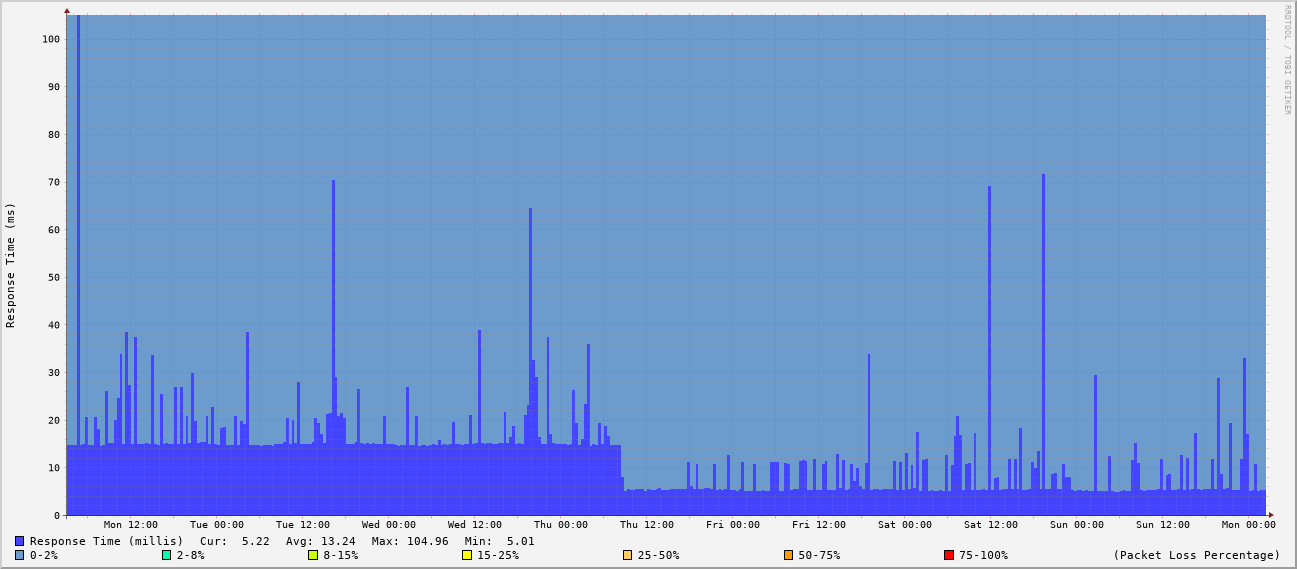 RRDTOOL / TOBI OETIKER
Response Time (ms)
100
90
80
70
60
50
40
30
20
10
0
Mon 12:00 Tue 00:00 Tue 12:00 Wed 00:00 Wed 12:00 Thu 00:00 Thu 12:00 Fri 00:00 Fri 12:00 Sat 00:00 Sat 12:00 Sun 00:00 Sun 12:00 Mon 00:00
Response Time (millis) Cur: 5.22 Avg: 13.24 Max: 104.96 Min: 5.01
0-2% 2-8% 8-15% 15-25% 25-50% 50-75% 75-100% (Packet Loss Percentage)